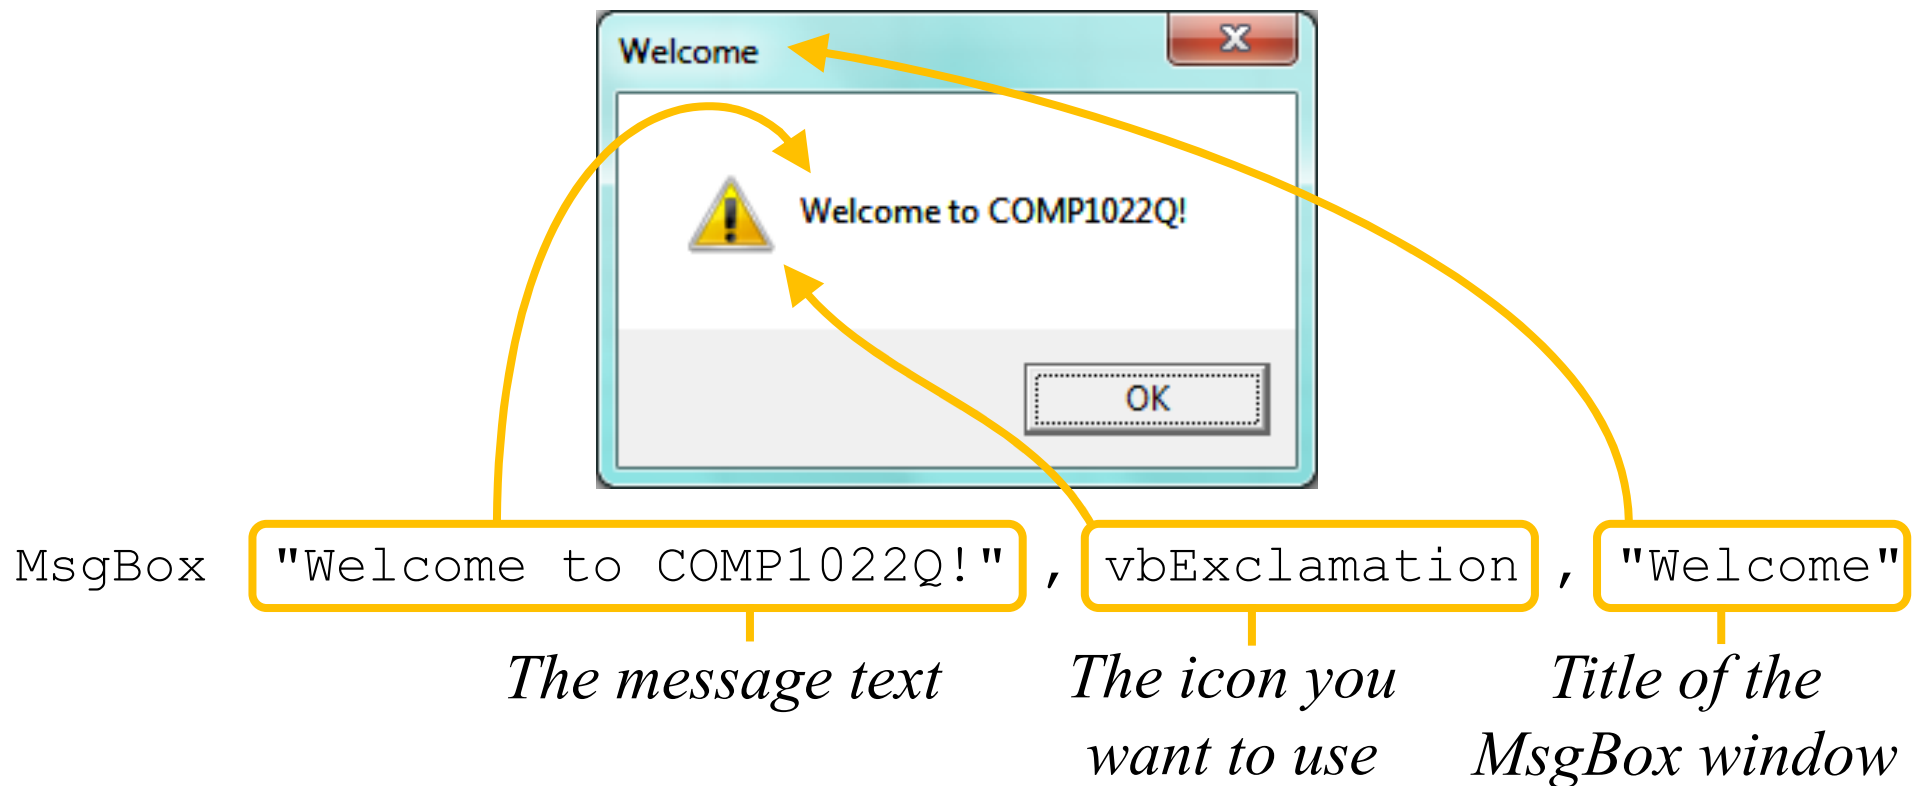 Welcome
Welcome to COMP1022Q!
OK
MsgBox "Welcome to COMP1022Q!" , vbExclamation , "Welcome"
The message text
The icon you
want to use
Title of the
MsgBox window